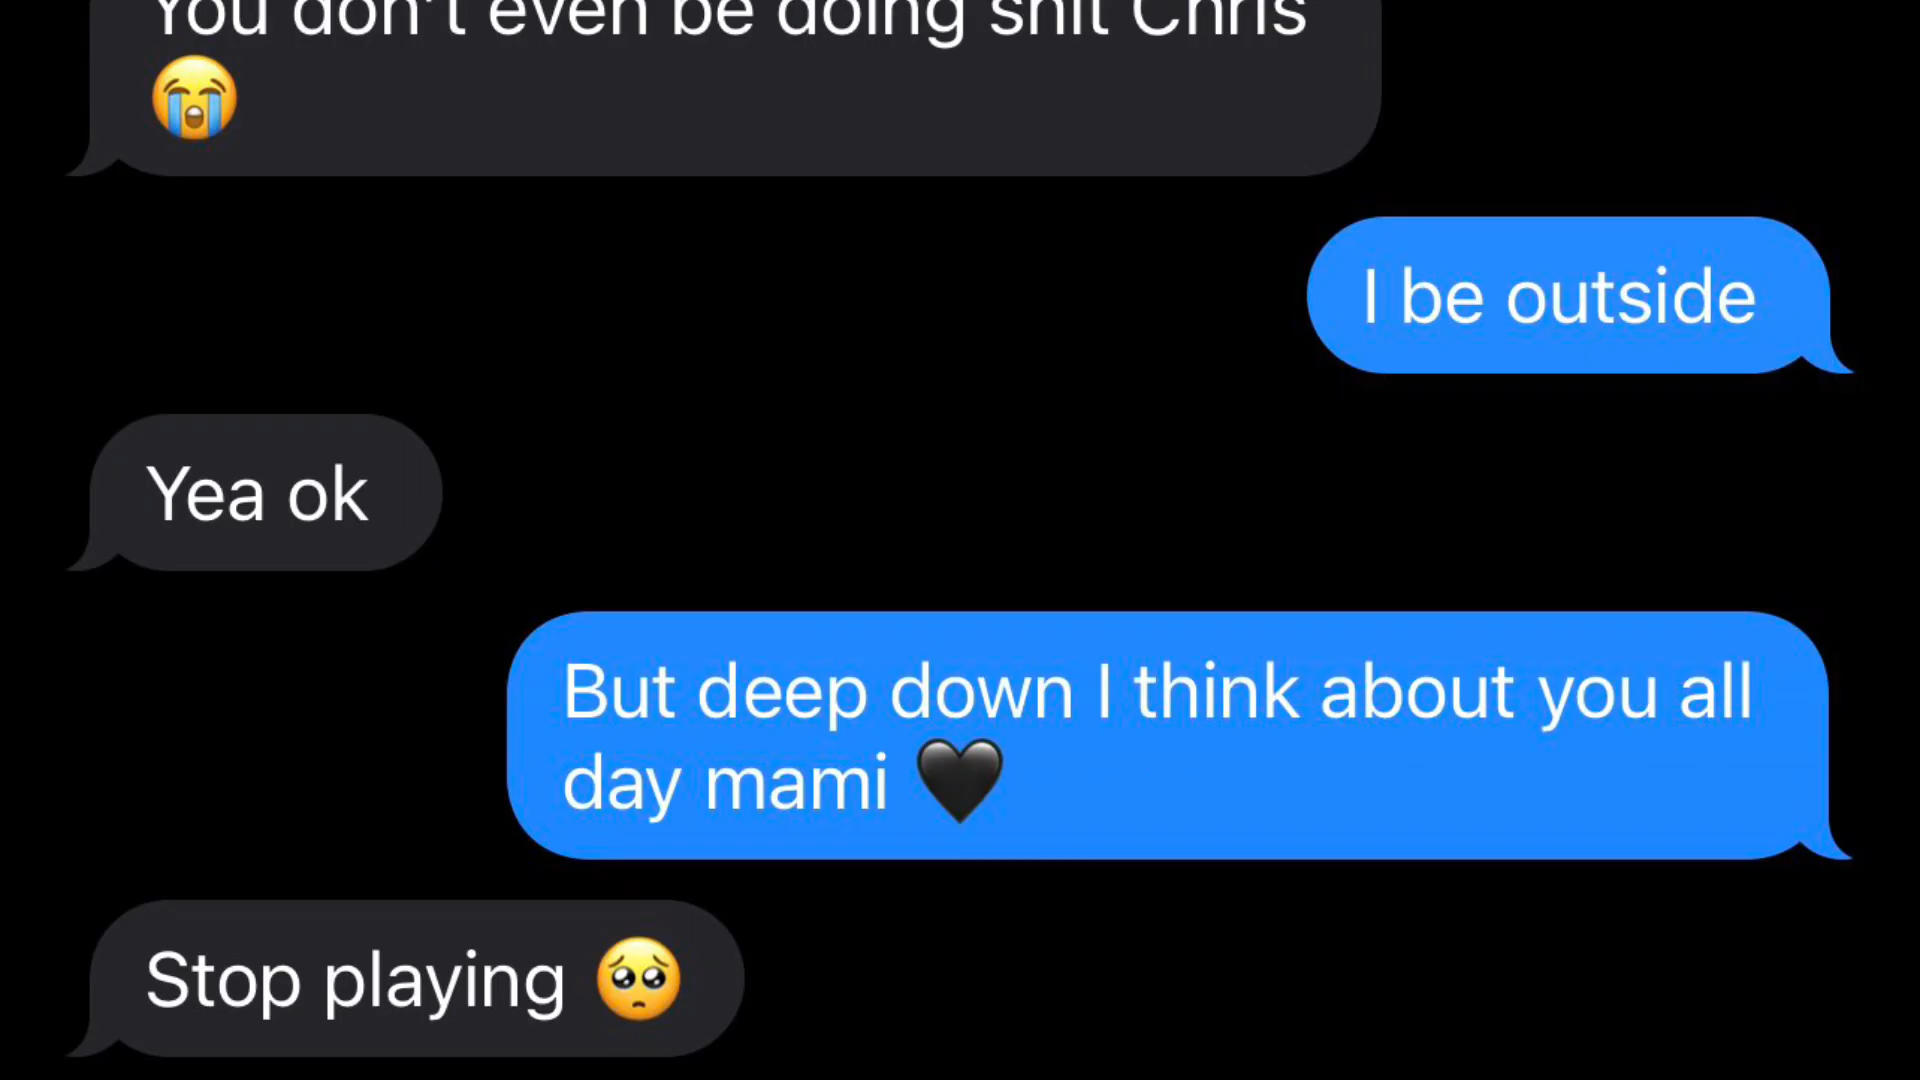 You don't even be doing shit Chris
😭
I be outside
Yea ok
But deep down I think about you all
day mami 🖤
Stop playing 🥺